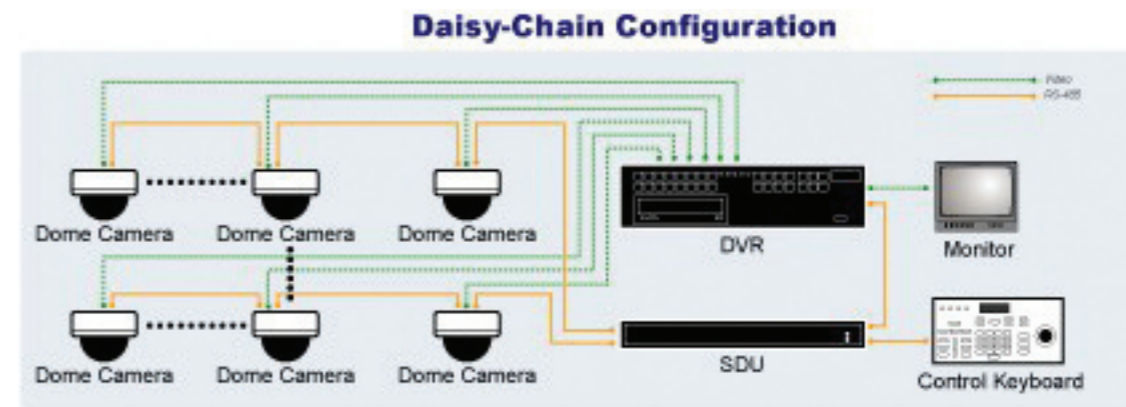 Daisy-Chain Configuration
Video
RS-485
Dome Camera
Dome Camera
Dome Camera
DVR
Monitor
Dome Camera
Dome Camera
Dome Camera
SDU
Control Keyboard